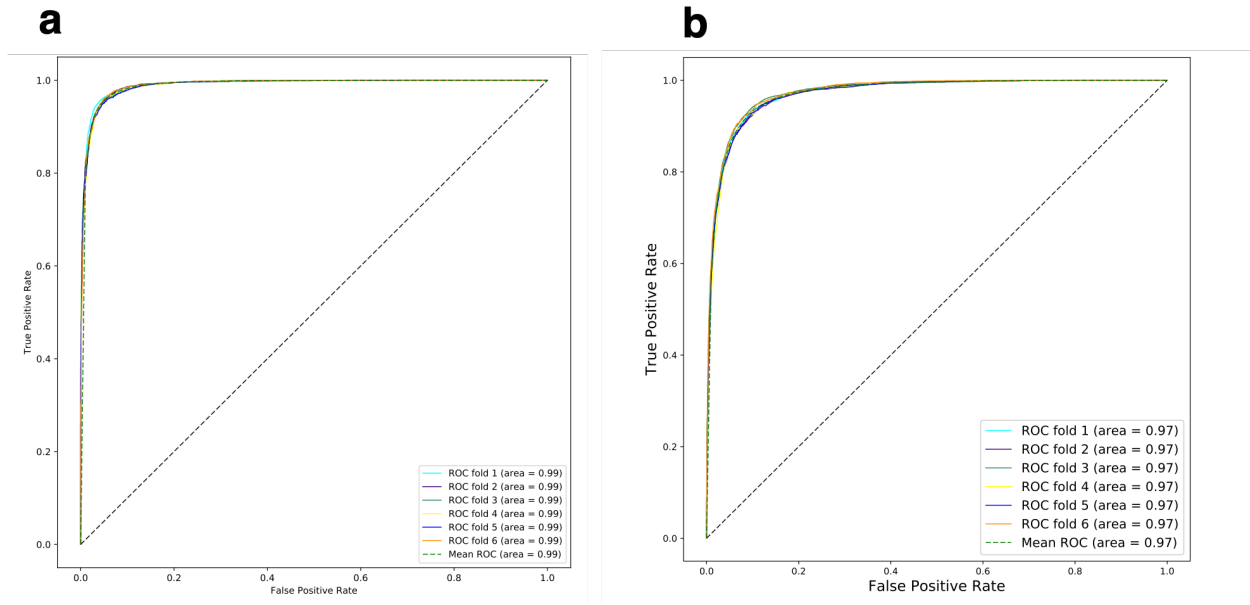 a
1.0
0.8
0.6
0.4
0.2
0.0
True Positive Rate
0.0 0.2 0.4 0.6 0.8 1.0
False Positive Rate
ROC fold 1 (area = 0.99)
ROC fold 2 (area = 0.99)
ROC fold 3 (area = 0.99)
ROC fold 4 (area = 0.99)
ROC fold 5 (area = 0.99)
ROC fold 6 (area = 0.99)
Mean ROC (area = 0.99)
b
1.0
0.8
0.6
0.4
0.2
0.0
True Positive Rate
0.0 0.2 0.4 0.6 0.8 1.0
False Positive Rate
ROC fold 1 (area = 0.97)
ROC fold 2 (area = 0.97)
ROC fold 3 (area = 0.97)
ROC fold 4 (area = 0.97)
ROC fold 5 (area = 0.97)
ROC fold 6 (area = 0.97)
Mean ROC (area = 0.97)